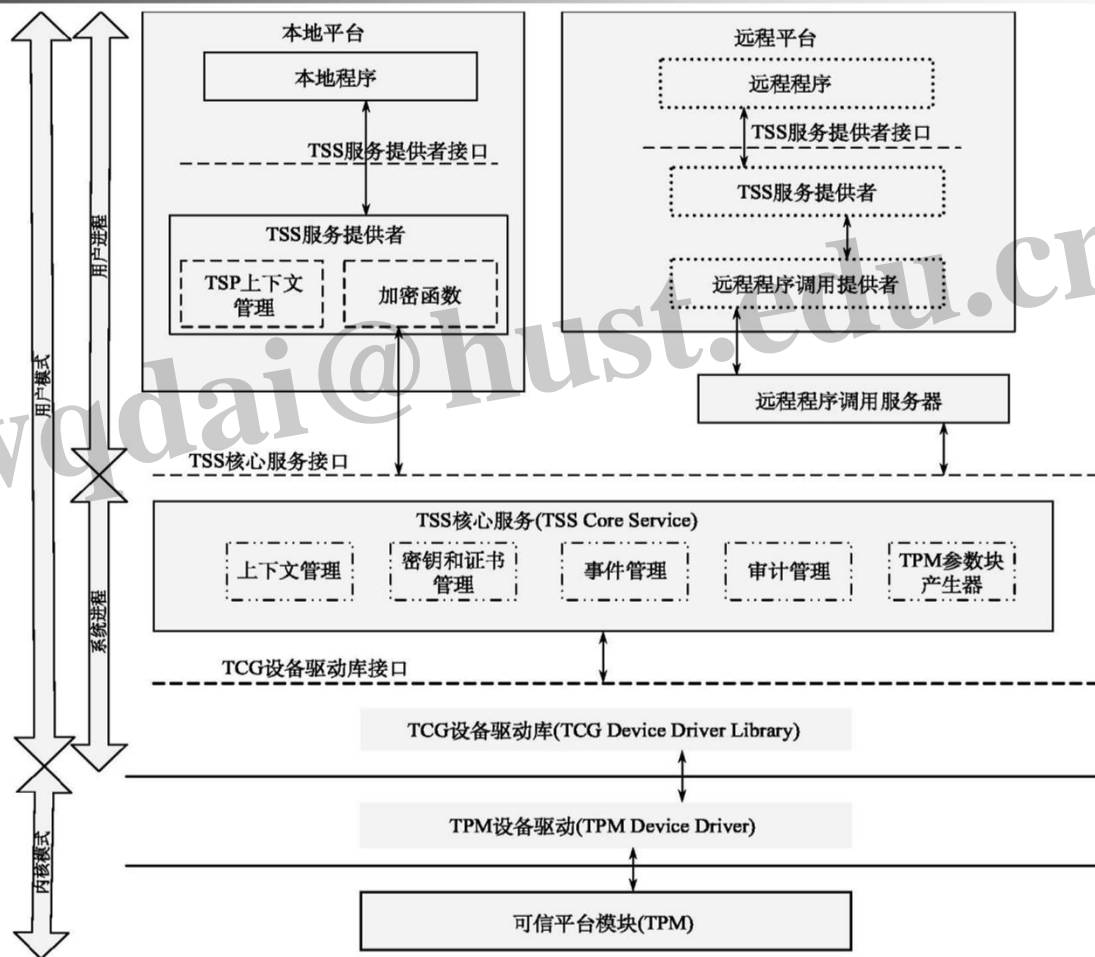 本地平台
本地程序
TSS服务提供者接口
TSS服务提供者
TSP上下文
管理
加密函数
远程平台
远程程序
TSS服务提供者接口
TSS服务提供者
远程程序调用提供者
远程程序调用服务器
用户模式
用户进程
TSS核心服务接口
TSS核心服务(TSS Core Service)
上下文管理
密钥和证书
管理
事件管理
审计管理
TPM参数块
产生器
系统进程
TCG设备驱动库接口
TCG设备驱动库(TCG Device Driver Library)
内核模式
TPM设备驱动(TPM Device Driver)
可信平台模块(TPM)
wqdai@hust.edu.cn